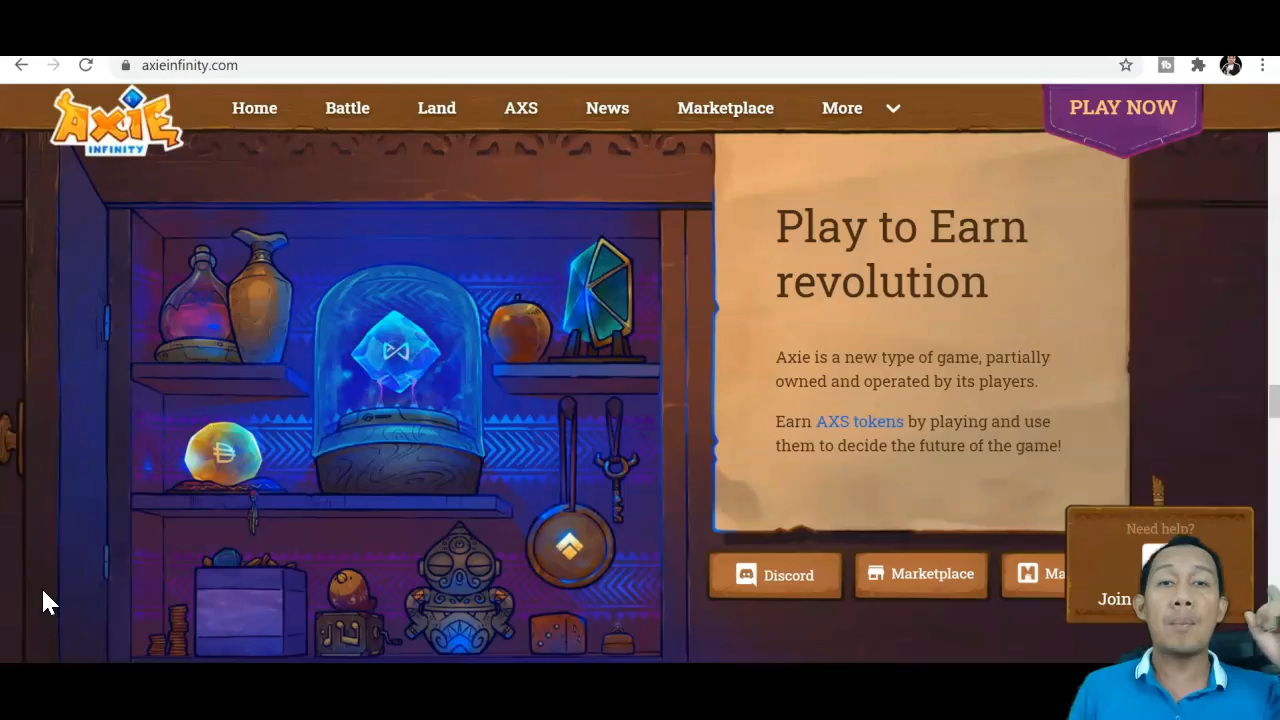 axieinfinity.com
AXIE
INFINITY
Home
Battle
Land
AXS
News
Marketplace
More
PLAY NOW
Play to Earn
revolution
Axie is a new type of game, partially
owned and operated by its players.
Earn AXS tokens by playing and use
them to decide the future of the game!
Need help?
Discord
Marketplace
Ma
Join